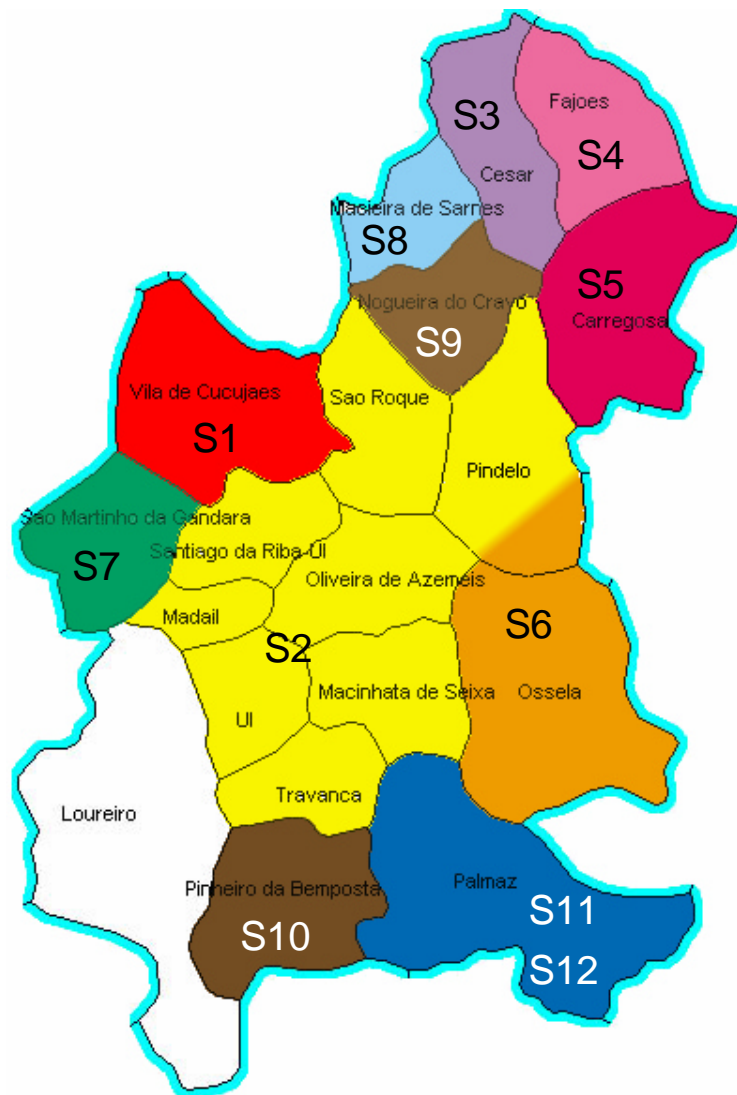 Fajoes
S3
S4
Cesar
Macieira de Sarnes
S8
S5
Nogueira do Cravo
Carregosa
S9
Vila de Cucujaes
Sao Roque
S1
Pindelo
Sao Martinho da Gandara
Santiago da Riba-Ul
S7
Oliveira de Azemeis
Madail
S6
S2
Macinhata de Seixa
Ossela
Ul
Travanca
Loureiro
Pinheiro da Bemposta
Palmaz
S11
S10
S12